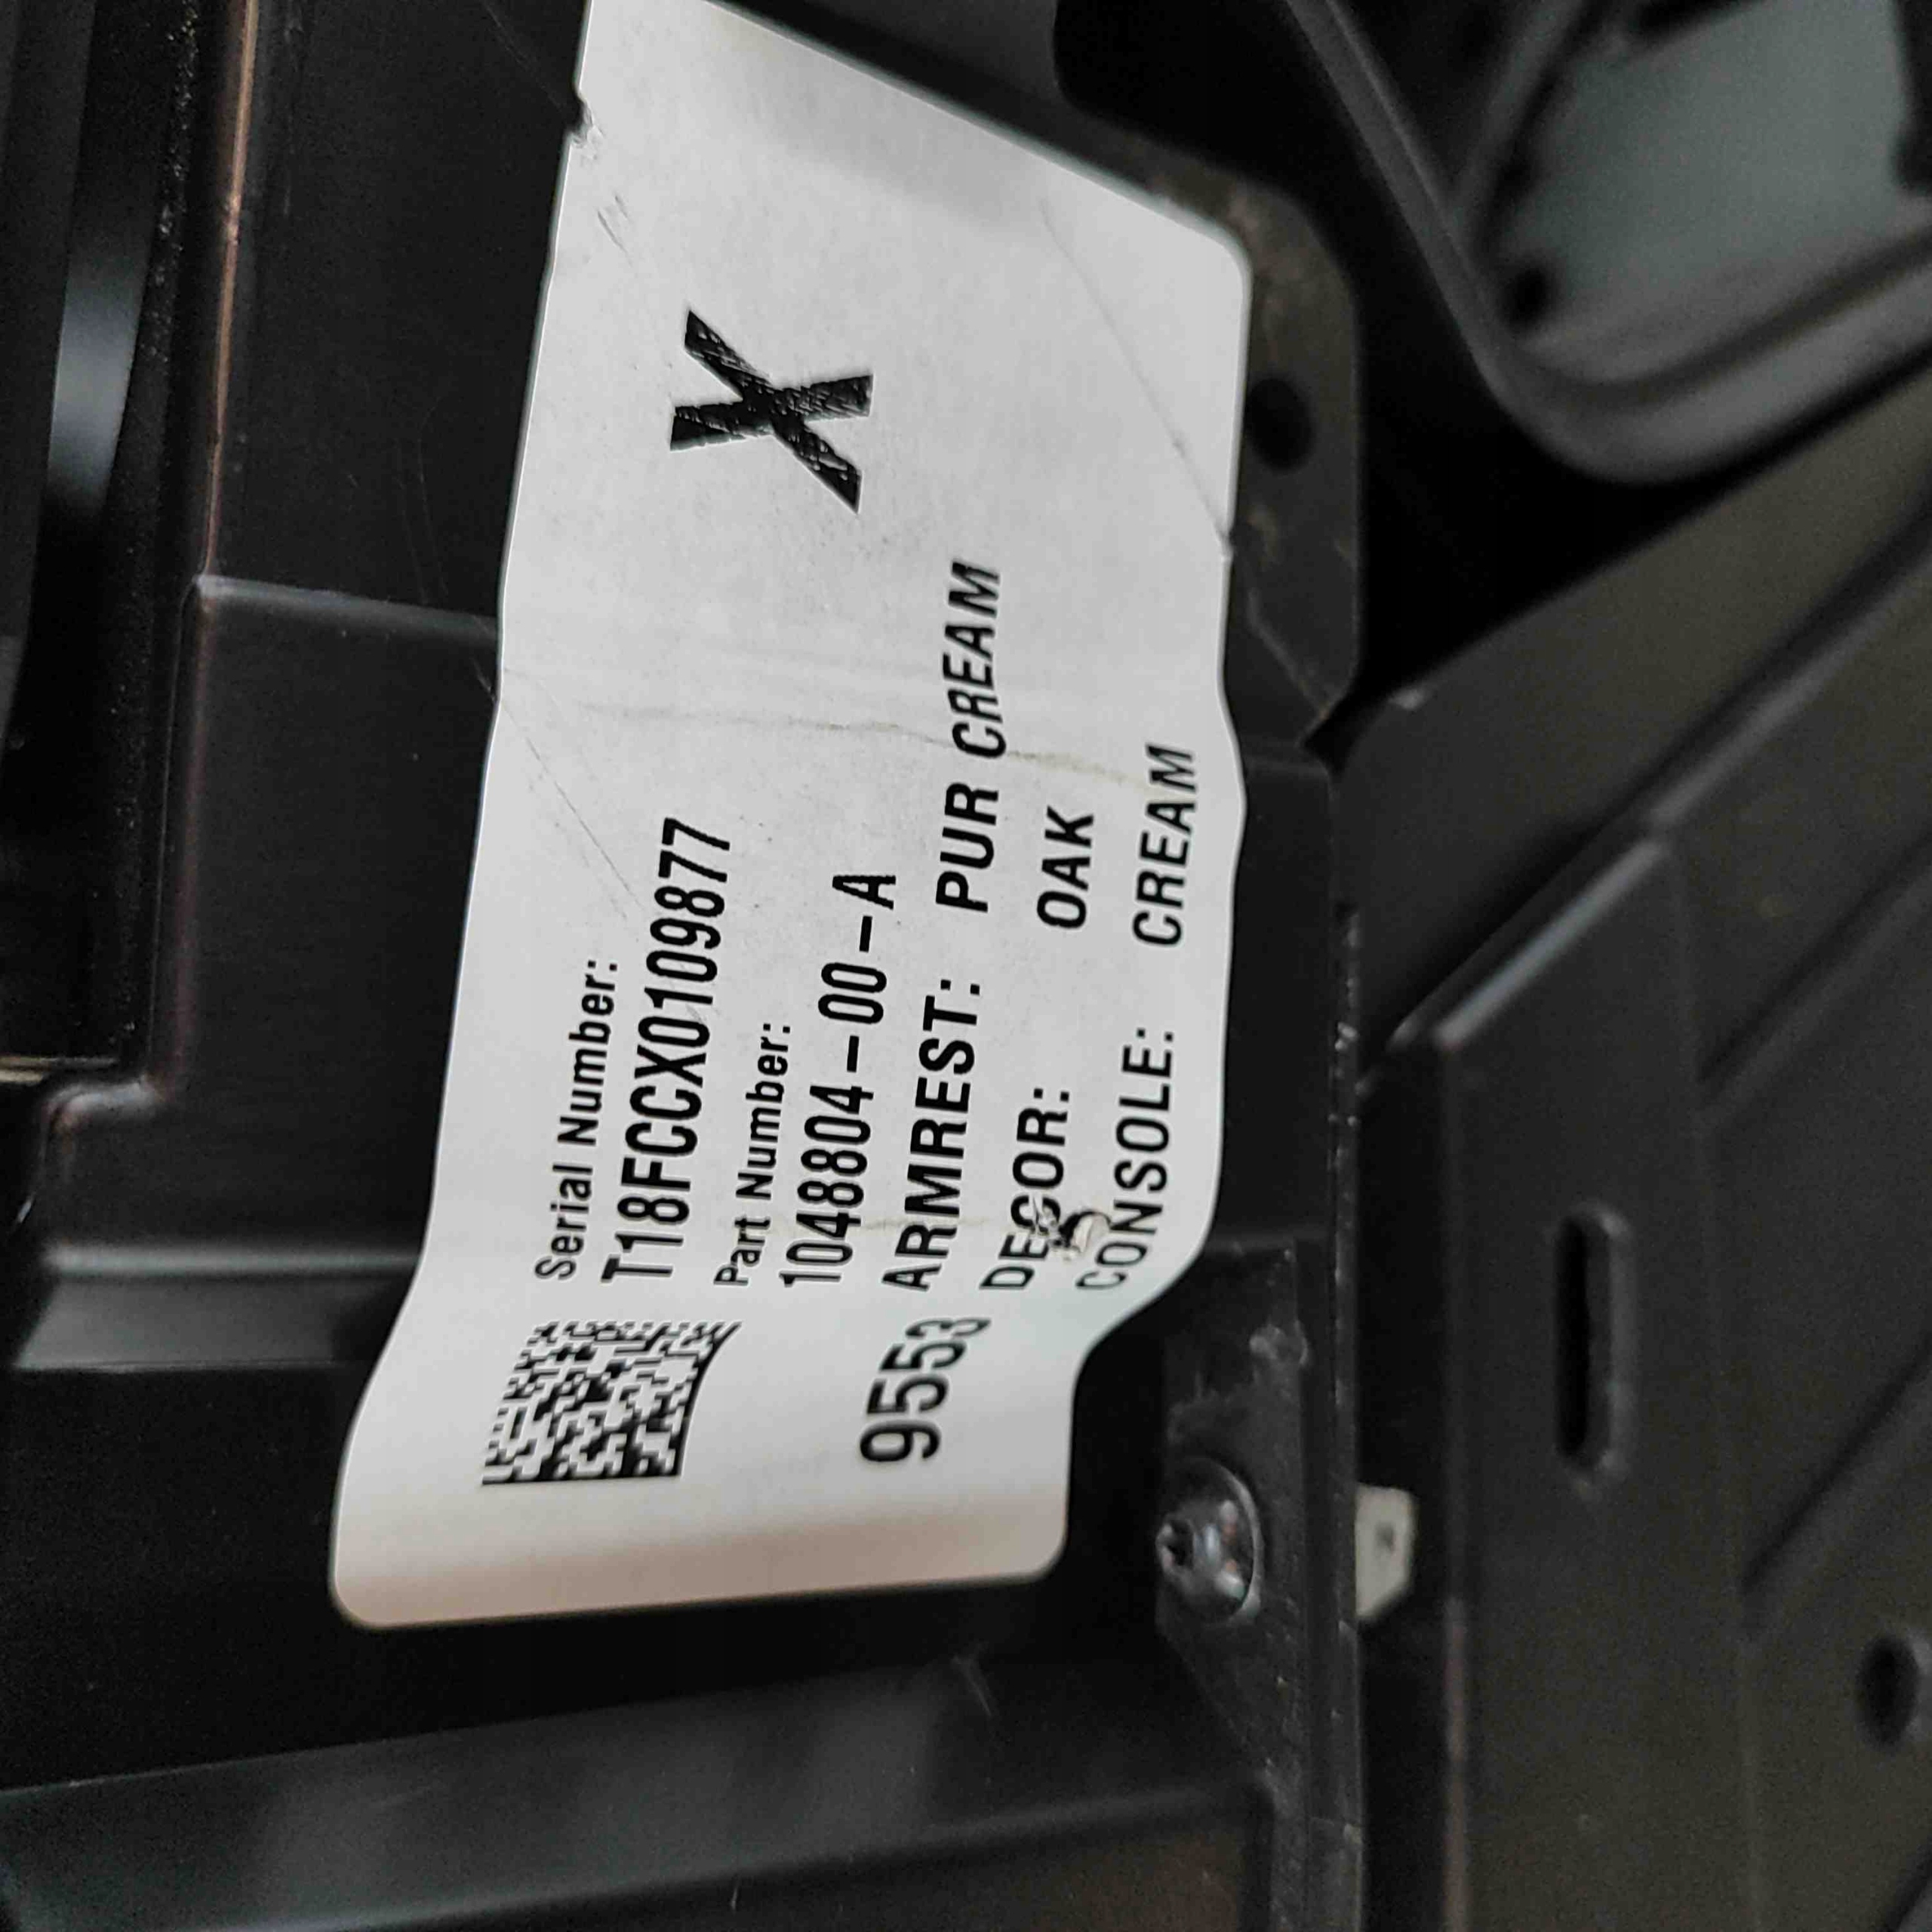 Serial Number:
T18FCCX0109877
Part Number:
1048804-00-A
9553
ARMREST: PUR CREAM
DECOR: OAK
CONSOLE: CREAM
X